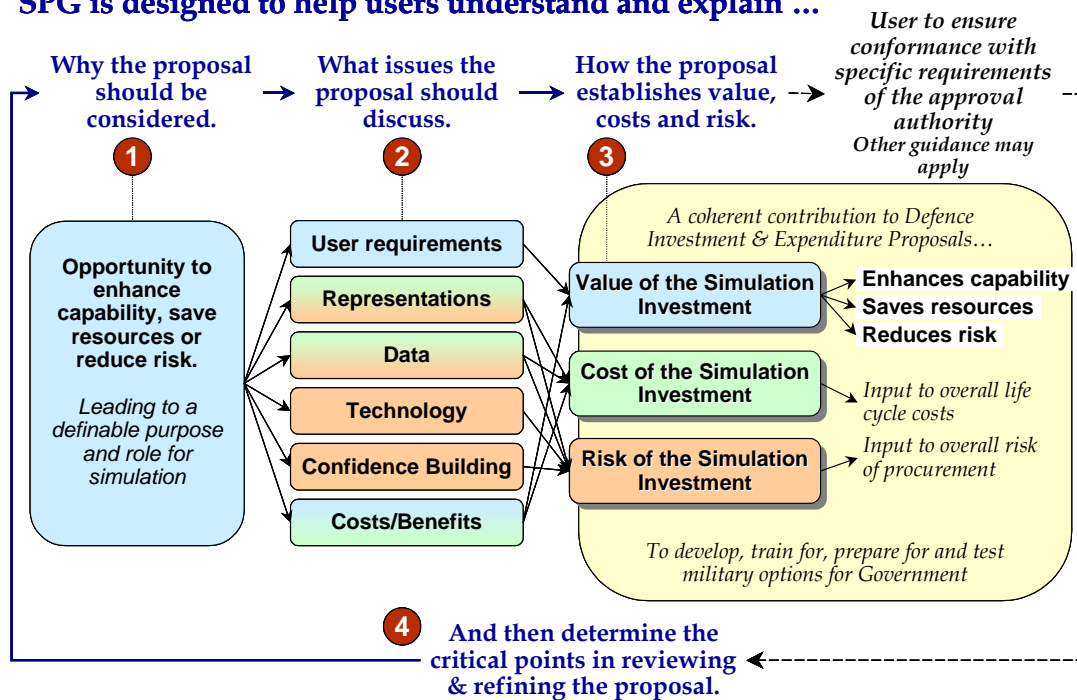 SPG is designed to help users understand and explain …
Why the proposal
should be
considered.
What issues the
proposal should
discuss.
How the proposal
establishes value,
costs and risk.
User to ensure
conformance with
specific requirements
of the approval
authority
Other guidance may
apply
1
2
3
Opportunity to
enhance
capability, save
resources or
reduce risk.
Leading to a
definable purpose
and role for
simulation
User requirements
Representations
Data
Technology
Confidence Building
Costs/Benefits
A coherent contribution to Defence
Investment & Expenditure Proposals…
Value of the Simulation
Investment
Enhances capability
Saves resources
Reduces risk
Cost of the Simulation
Investment
Input to overall life
cycle costs
Risk of the Simulation
Investment
Input to overall risk
of procurement
To develop, train for, prepare for and test
military options for Government
4
And then determine the
critical points in reviewing
& refining the proposal.